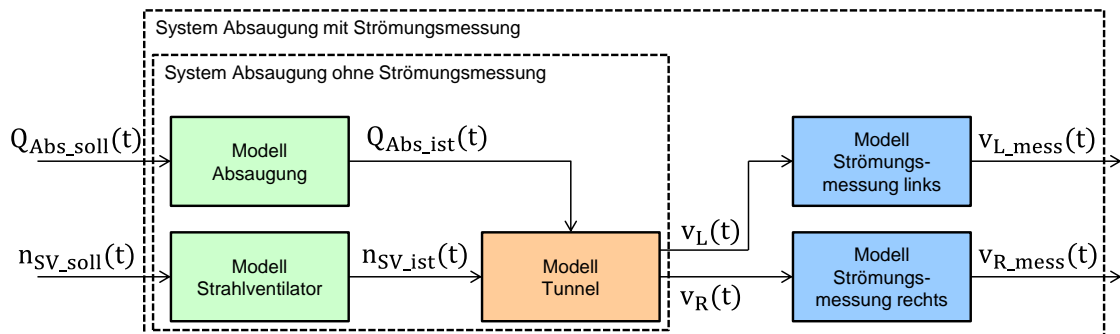 System Absaugung mit Strömungsmessung
System Absaugung ohne Strömungsmessung
Q_Abs_soll(t)
Modell
Absaugung
Q_Abs_ist(t)
Modell
Strömungs-
messung links
v_L_mess(t)
n_SV_soll(t)
Modell
Strahlventilator
n_SV_ist(t)
Modell
Tunnel
v_L(t)
v_R(t)
Modell
Strömungs-
messung rechts
v_R_mess(t)